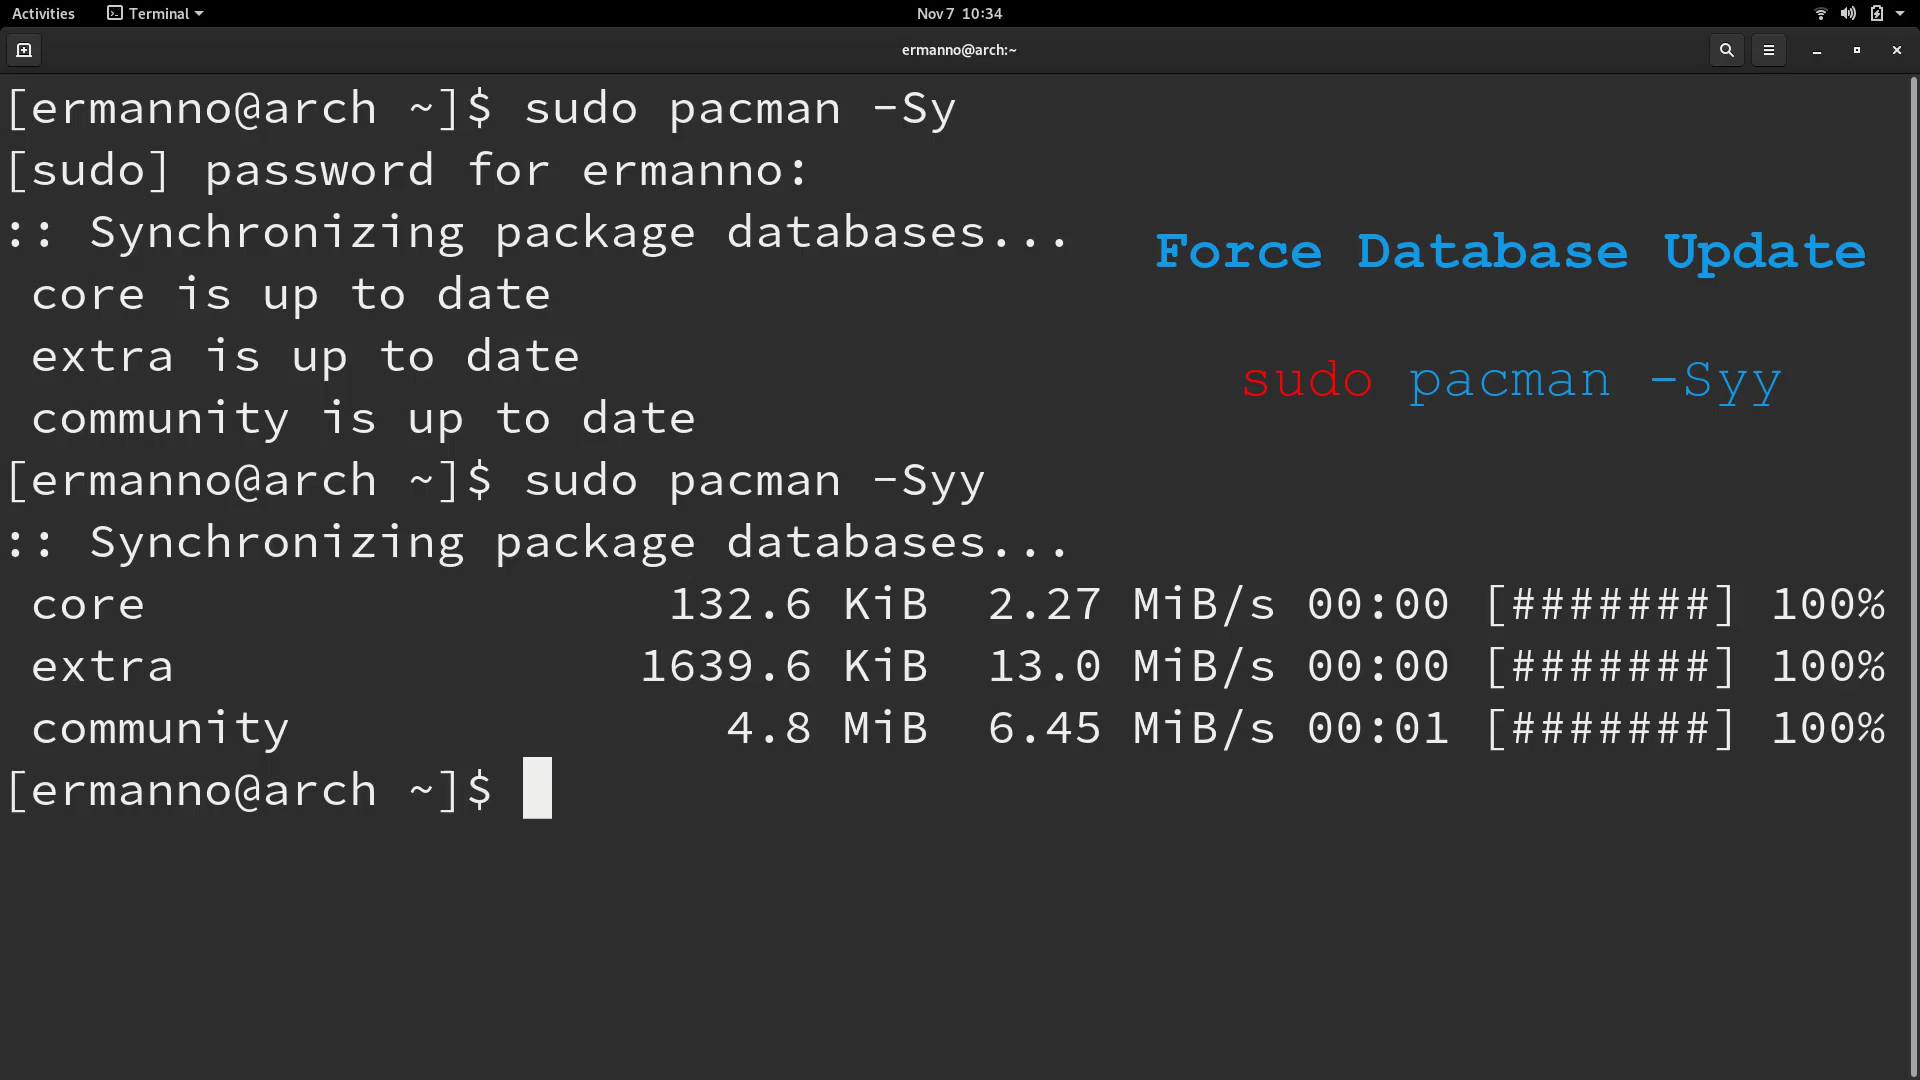 Activities Terminal Nov 7 10:34
ermanno@arch:~
[ermanno@arch ~]$ sudo pacman -Sy
[sudo] password for ermanno:
:: Synchronizing package databases...
 core is up to date
 extra is up to date
 community is up to date
Force Database Update
sudo pacman -Syy
[ermanno@arch ~]$ sudo pacman -Syy
:: Synchronizing package databases...
 core 132.6 KiB 2.27 MiB/s 00:00 [#######] 100%
 extra 1639.6 KiB 13.0 MiB/s 00:00 [#######] 100%
 community 4.8 MiB 6.45 MiB/s 00:01 [#######] 100%
[ermanno@arch ~]$